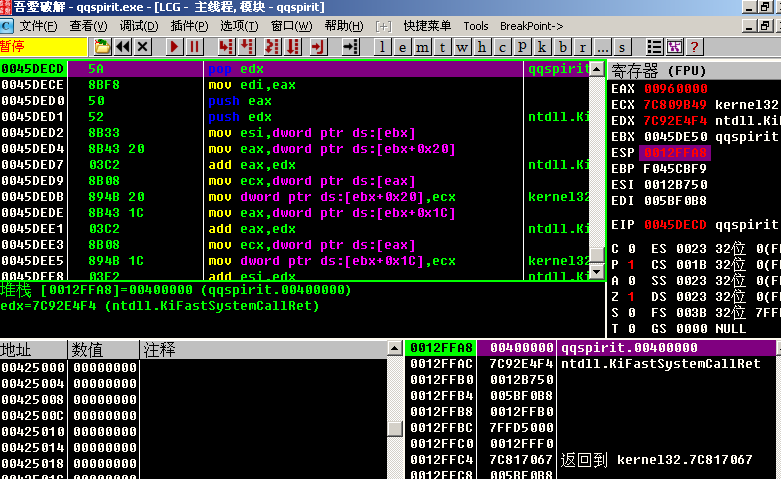 吾愛破解 - qqspirit.exe - [LCG - 主线程, 模块 - qqspirit]
C 文件(F) 查看(V) 调试(D) 插件(P) 选项(T) 窗口(W) 帮助(H) [+] 快捷菜单 Tools BreakPoint->
暂停 l e m t w h c p k b r ... s ?
0045DECD 5A pop edx qqspirit
0045DECE 8BF8 mov edi,eax
0045DED0 50 push eax
0045DED1 52 push edx ntdll.Ki
0045DED2 8B33 mov esi,dword ptr ds:[ebx]
0045DED4 8B43 20 mov eax,dword ptr ds:[ebx+0x20]
0045DED7 03C2 add eax,edx ntdll.Ki
0045DED9 8B08 mov ecx,dword ptr ds:[eax]
0045DEDB 894B 20 mov dword ptr ds:[ebx+0x20],ecx kernel32
0045DEDE 8B43 1C mov eax,dword ptr ds:[ebx+0x1C]
0045DEE1 03C2 add eax,edx ntdll.Ki
0045DEE3 8B08 mov ecx,dword ptr ds:[eax]
0045DEE5 894B 1C mov dword ptr ds:[ebx+0x1C],ecx kernel32
0045DEE8 03F2 add esi,edx ntdll.Ki
堆栈 [0012FFA8]=00400000 (qqspirit.00400000)
edx=7C92E4F4 (ntdll.KiFastSystemCallRet)
寄存器 (FPU)
EAX 00960000
ECX 7C809B49 kernel32
EDX 7C92E4F4 ntdll.Ki
EBX 0045DE50 qqspirit
ESP 0012FFA8
EBP F045CBF9
ESI 0012B750
EDI 005BF0B8
EIP 0045DECD qqspirit
C 0 ES 0023 32位 0(FF
P 1 CS 001B 32位 0(FF
A 0 SS 0023 32位 0(FF
Z 1 DS 0023 32位 0(FF
S 0 FS 003B 32位 7FFF
T 0 GS 0000 NULL
地址 数值 注释
00425000 00000000
00425004 00000000
00425008 00000000
0042500C 00000000
00425010 00000000
00425014 00000000
00425018 00000000
0042501C 00000000
0012FFA8 00400000 qqspirit.00400000
0012FFAC 7C92E4F4 ntdll.KiFastSystemCallRet
0012FFB0 0012B750
0012FFB4 005BF0B8
0012FFB8 0012FFB0
0012FFBC 7FFD5000
0012FFC0 0012FFF0
0012FFC4 7C817067 返回到 kernel32.7C817067
0012FFC8 005BF0B8